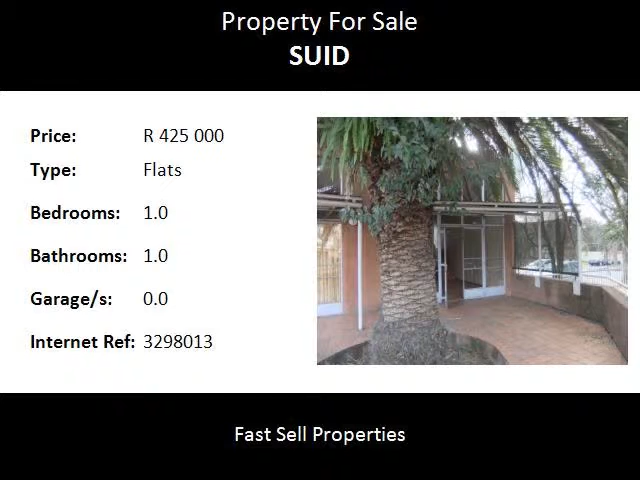 Property For Sale
SUID
Price: R 425 000
Type: Flats
Bedrooms: 1.0
Bathrooms: 1.0
Garage/s: 0.0
Internet Ref: 3298013
Fast Sell Properties